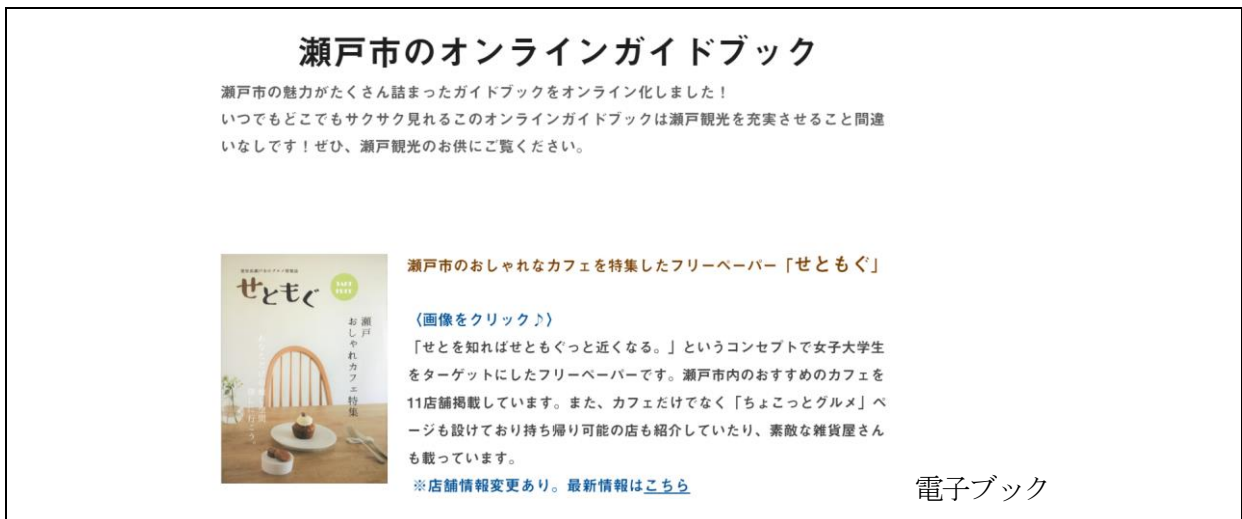 瀬戸市のオンラインガイドブック
瀬戸市の魅力がたくさん詰まったガイドブックをオンライン化しました!
いつでもどこでもサクサク見れるこのオンラインガイドブックは瀬戸観光を充実させること間違
いなしです!ぜひ、瀬戸観光のお供にご覧ください。
せともぐ
瀬戸
おしゃれカフェ特集
瀬戸市のおしゃれなカフェを特集したフリーペーパー「せともぐ」
〈画像をクリック♪〉
「せとを知ればせともぐっと近くなる。」というコンセプトで女子大学生
をターゲットにしたフリーペーパーです。瀬戸市内のおすすめのカフェを
11店舗掲載しています。また、カフェだけでなく「ちょこっとグルメ」ペ
ージも設けており持ち帰り可能の店も紹介していたり、素敵な雑貨屋さん
も載っています。
※店舗情報変更あり。最新情報はこちら
電子ブック